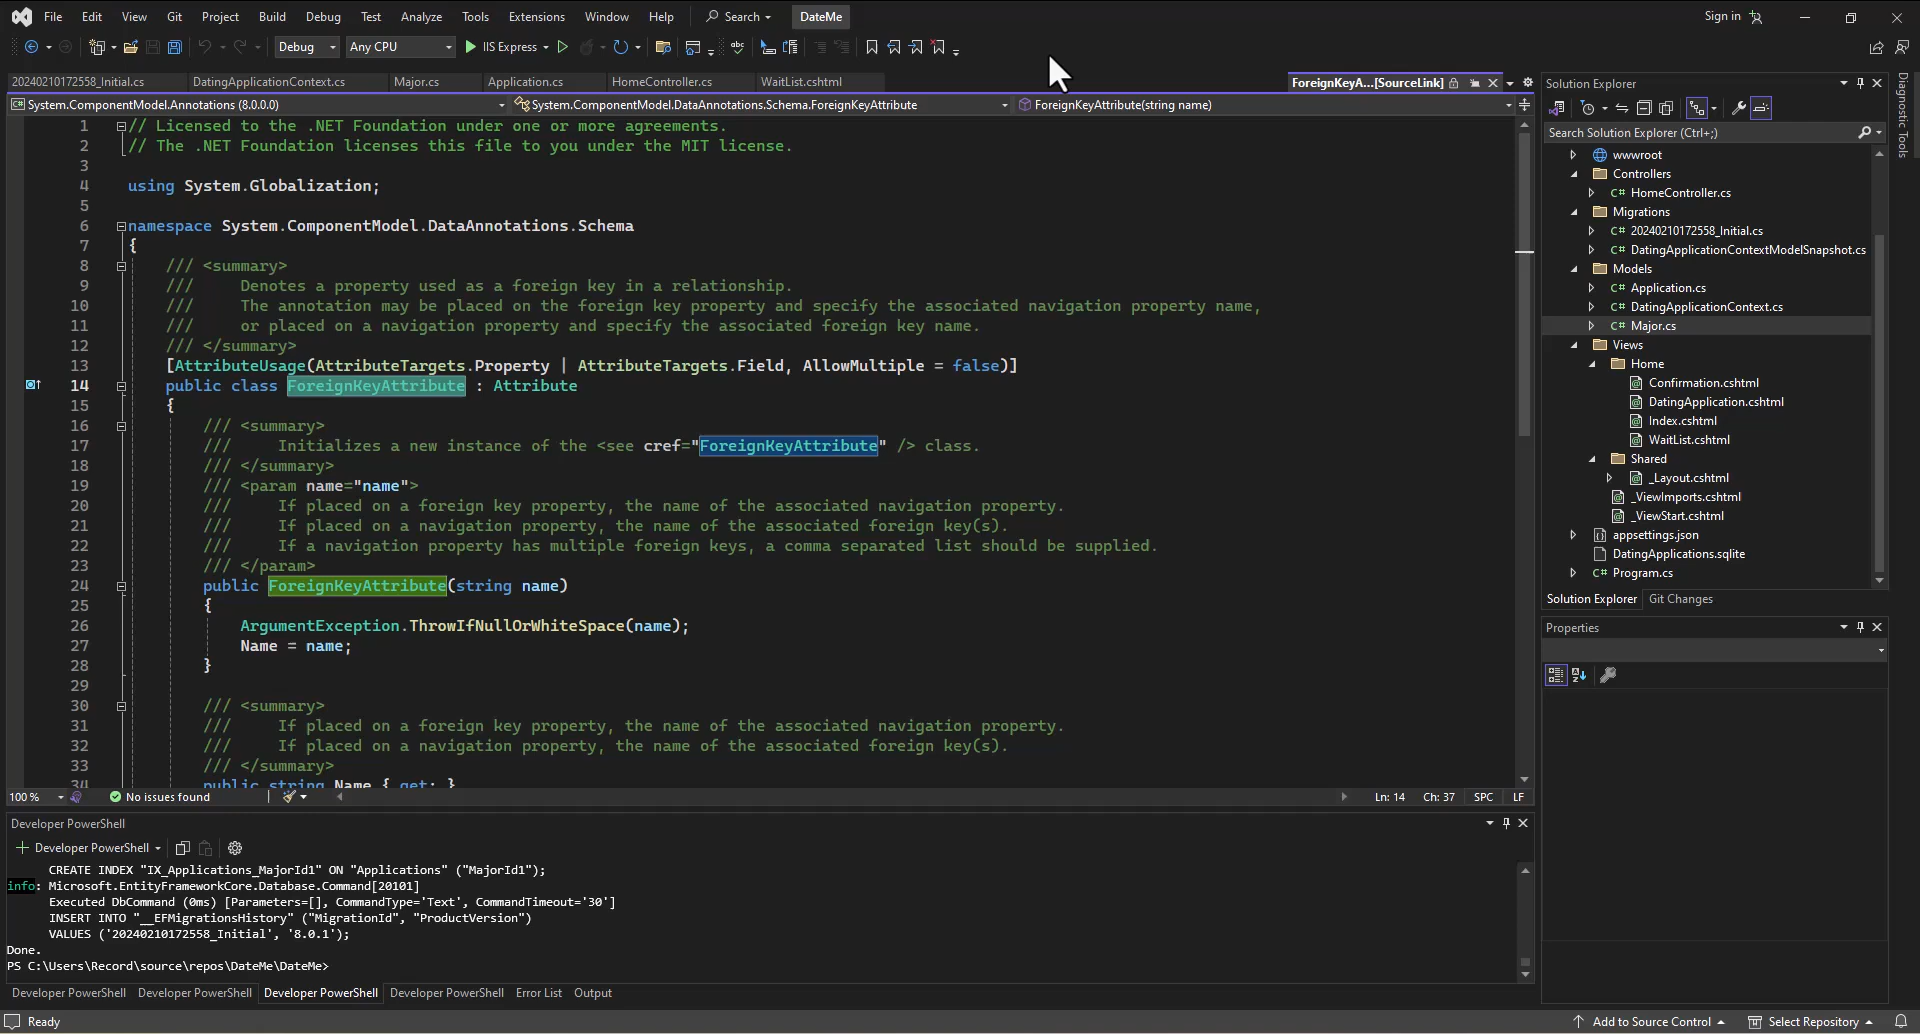 File Edit View Git Project Build Debug Test Analyze Tools Extensions Window Help Search DateMe Sign in
Debug Any CPU IIS Express
20240210172558_Initial.cs DatingApplicationContext.cs Major.cs Application.cs HomeController.cs WaitList.cshtml ForeignKeyA...[SourceLink]
System.ComponentModel.Annotations (8.0.0.0) System.ComponentModel.DataAnnotations.Schema.ForeignKeyAttribute ForeignKeyAttribute(string name)
1 // Licensed to the .NET Foundation under one or more agreements.
2 // The .NET Foundation licenses this file to you under the MIT license.
3
4 using System.Globalization;
5
6 namespace System.ComponentModel.DataAnnotations.Schema
7 {
8 /// <summary>
9 /// Denotes a property used as a foreign key in a relationship.
10 /// The annotation may be placed on the foreign key property and specify the associated navigation property name,
11 /// or placed on a navigation property and specify the associated foreign key name.
12 /// </summary>
13 [AttributeUsage(AttributeTargets.Property | AttributeTargets.Field, AllowMultiple = false)]
14 public class ForeignKeyAttribute : Attribute
15 {
16 /// <summary>
17 /// Initializes a new instance of the <see cref="ForeignKeyAttribute" /> class.
18 /// </summary>
19 /// <param name="name">
20 /// If placed on a foreign key property, the name of the associated navigation property.
21 /// If placed on a navigation property, the name of the associated foreign key(s).
22 /// If a navigation property has multiple foreign keys, a comma separated list should be supplied.
23 /// </param>
24 public ForeignKeyAttribute(string name)
25 {
26 ArgumentException.ThrowIfNullOrWhiteSpace(name);
27 Name = name;
28 }
29
30 /// <summary>
31 /// If placed on a foreign key property, the name of the associated navigation property.
32 /// If placed on a navigation property, the name of the associated foreign key(s).
33 /// </summary>
34 public string Name { get; }
100 % No issues found Ln: 14 Ch: 37 SPC LF
Developer PowerShell
Developer PowerShell
CREATE INDEX "IX_Applications_MajorId1" ON "Applications" ("MajorId1");
info: Microsoft.EntityFrameworkCore.Database.Command[20101]
Executed DbCommand (0ms) [Parameters=[], CommandType='Text', CommandTimeout='30']
INSERT INTO "__EFMigrationsHistory" ("MigrationId", "ProductVersion")
VALUES ('20240210172558_Initial', '8.0.1');
Done.
PS C:\Users\Record\source\repos\DateMe\DateMe>
Developer PowerShell Developer PowerShell Developer PowerShell Developer PowerShell Error List Output
Solution Explorer
Search Solution Explorer (Ctrl+;)
wwwroot
Controllers
C# HomeController.cs
Migrations
C# 20240210172558_Initial.cs
C# DatingApplicationContextModelSnapshot.cs
Models
C# Application.cs
C# DatingApplicationContext.cs
C# Major.cs
Views
Home
Confirmation.cshtml
DatingApplication.cshtml
Index.cshtml
WaitList.cshtml
Shared
_Layout.cshtml
_ViewImports.cshtml
_ViewStart.cshtml
appsettings.json
DatingApplications.sqlite
C# Program.cs
Solution Explorer Git Changes
Properties
Diagnostic Tools
Ready Add to Source Control Select Repository